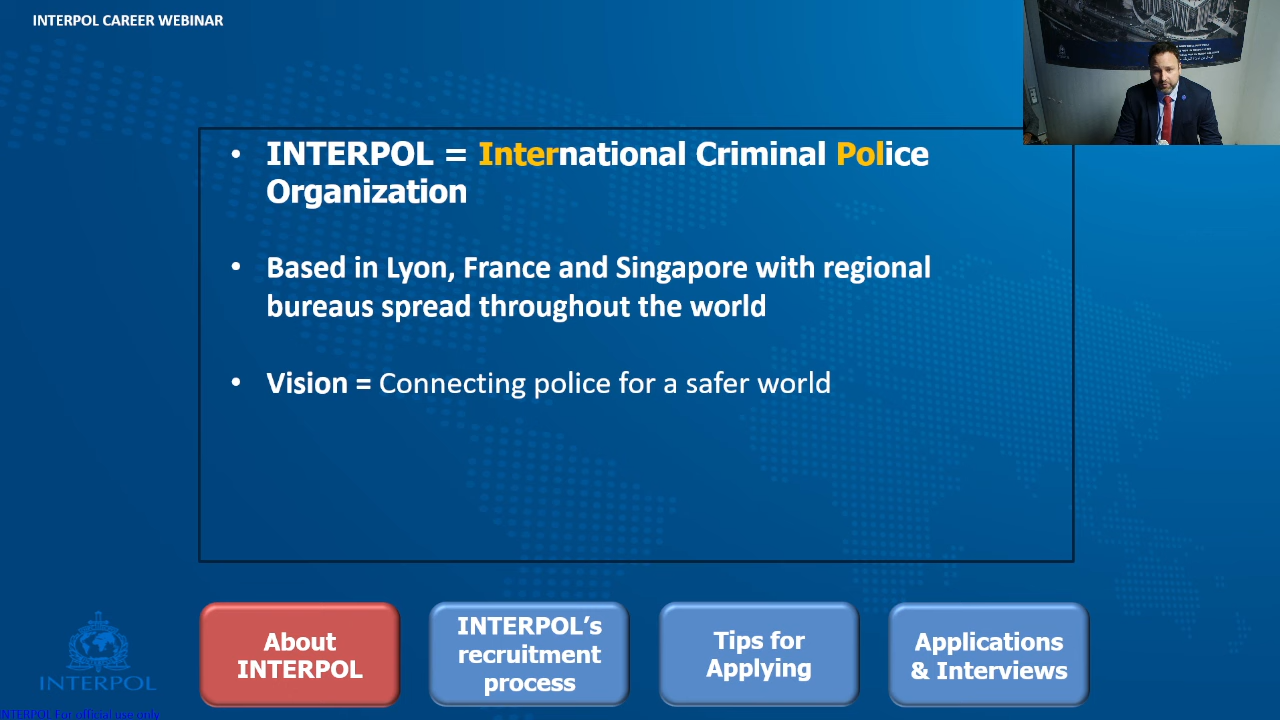 INTERPOL CAREER WEBINAR
• INTERPOL = International Criminal Police
Organization
• Based in Lyon, France and Singapore with regional
bureaus spread throughout the world
• Vision = Connecting police for a safer world
About
INTERPOL
INTERPOL’s
recruitment
process
Tips for
Applying
Applications
& Interviews
INTERPOL
INTERPOL For official use only